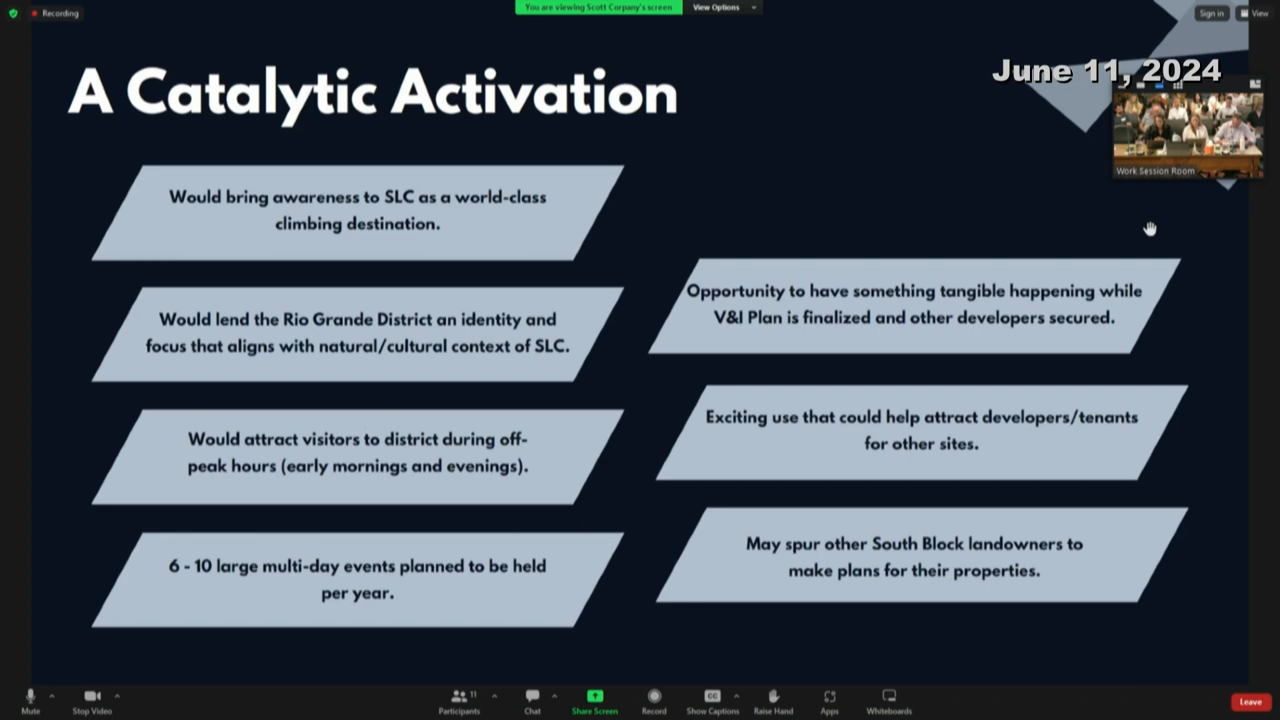 Recording
You are viewing Scott Corpany's screen
View Options
Sign in
View
June 11, 2024
A Catalytic Activation
Work Session Room
Would bring awareness to SLC as a world-class
climbing destination.
Would lend the Rio Grande District an identity and
focus that aligns with natural/cultural context of SLC.
Would attract visitors to district during off-
peak hours (early mornings and evenings).
6 - 10 large multi-day events planned to be held
per year.
Opportunity to have something tangible happening while
V&I Plan is finalized and other developers secured.
Exciting use that could help attract developers/tenants
for other sites.
May spur other South Block landowners to
make plans for their properties.
Mute
Stop Video
Participants
11
Chat
Share Screen
Record
CC
Show Captions
Raise Hand
Apps
Whiteboards
Leave